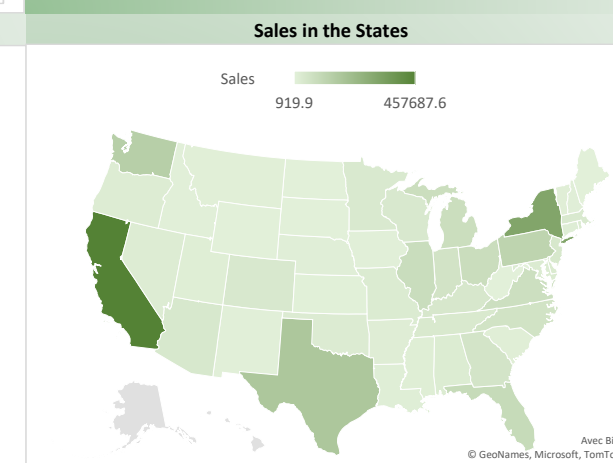 Sales in the States
Sales
919.9 457687.6
Avec Bi
© GeoNames, Microsoft, TomTo